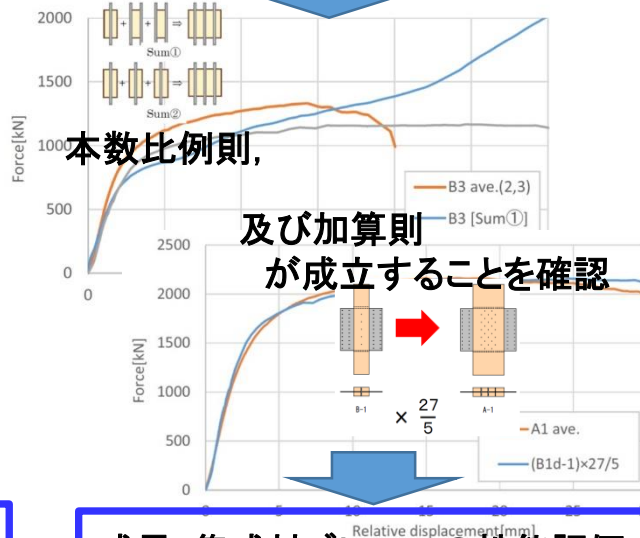 2000
Sum①
1500
Sum②
1000
本数比例則,
Force[kN]
B3 ave.(2,3)
500
B3 [Sum①]
及び加算則
2500
0
が成立することを確認
0
2000
1500
Force[kN]
1000
B-1
A-1
× 27/5
A1 ave.
500
(B1d-1)×27/5
0
Relative displacement[mm]